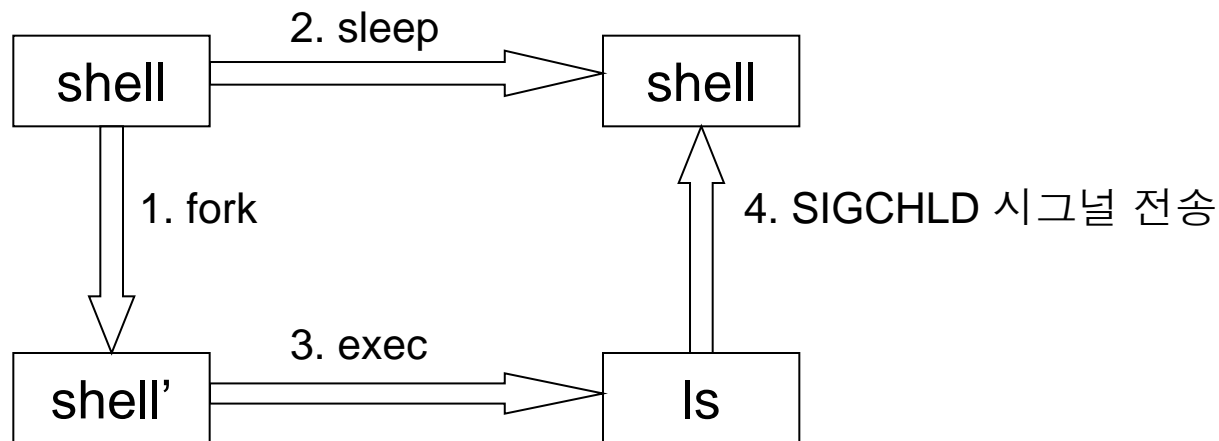 2. sleep
shell
shell
1. fork
4. SIGCHLD 시그널 전송
3. exec
shell’
ls